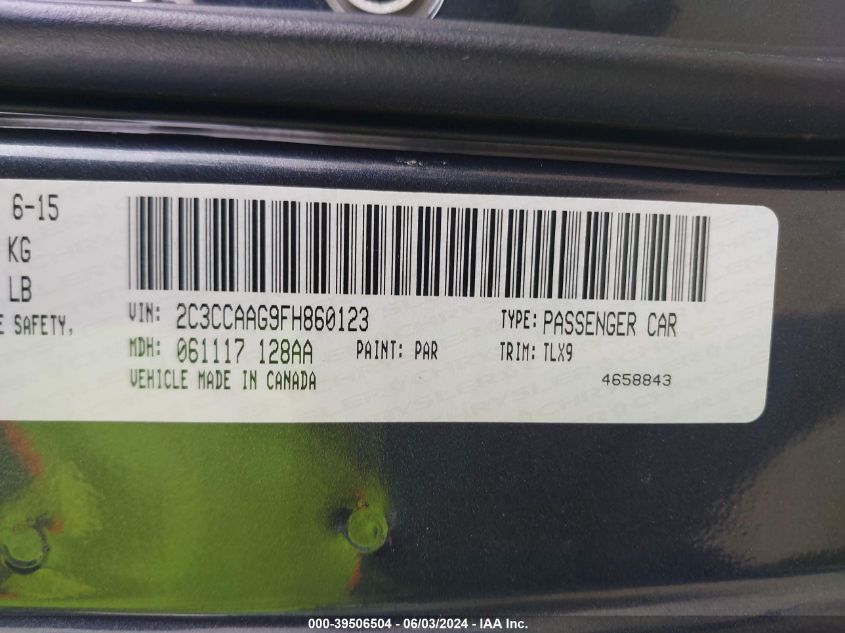 6-15
KG
LB
E SAFETY,
VIN: 2C3CCAAG9FH860123
TYPE: PASSENGER CAR
MDH: 061117 128AA
PAINT: PAR
TRIM: TLX9
VEHICLE MADE IN CANADA
4658843
000-39506504 - 06/03/2024 - IAA Inc.